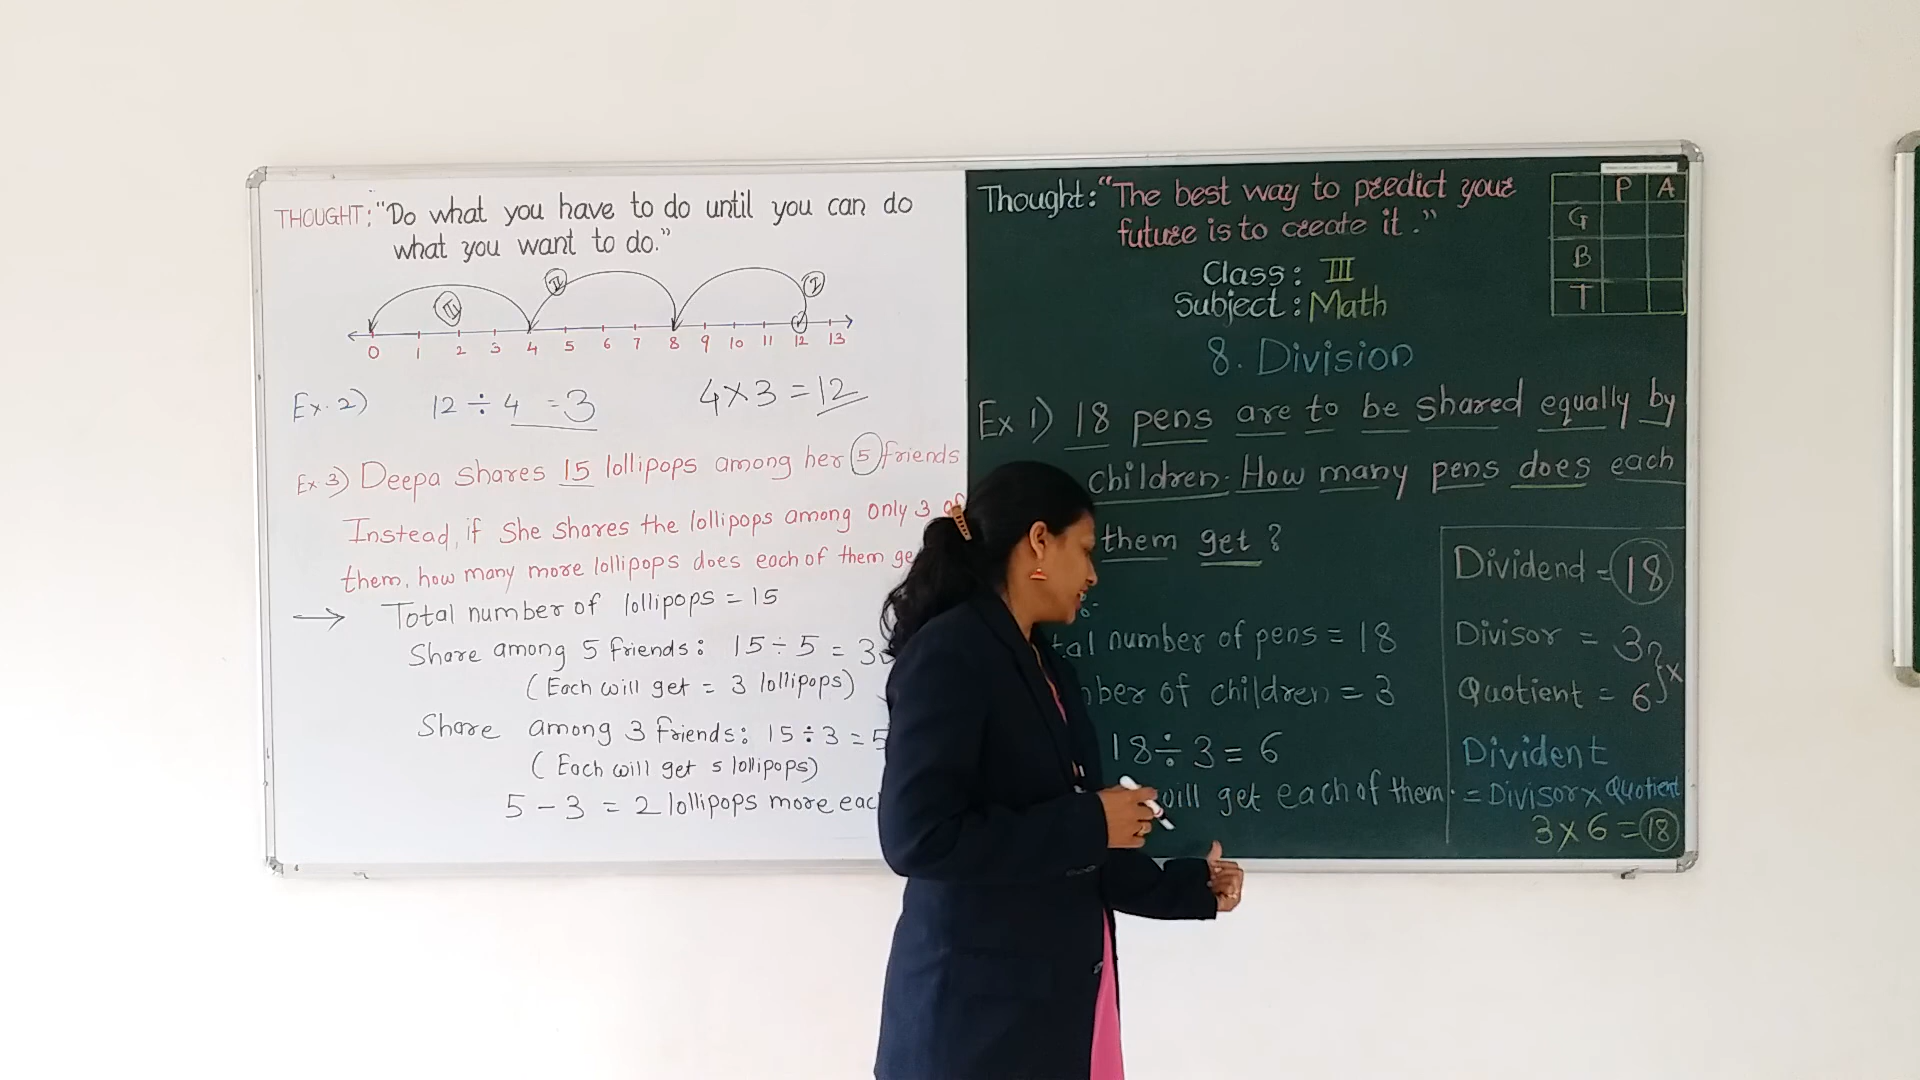 THOUGHT: "Do what you have to do until you can do
what you want to do."
II
I
III
0 1 2 3 4 5 6 7 8 9 10 11 12 13
Ex. 2) 12 ÷ 4 = 3 4 × 3 = 12
Ex 3) Deepa shares 15 lollipops among her 5 friends
Instead, if she shares the lollipops among only 3 of
them, how many more lollipops does each of them ge
→ Total number of lollipops = 15
Share among 5 friends: 15 ÷ 5 = 3
(Each will get = 3 lollipops)
Share among 3 friends: 15 ÷ 3 = 5
(Each will get 5 lollipops)
5 - 3 = 2 lollipops more eac
Thought: "The best way to predict your
future is to create it."
P A
G
B
T
Class: III
Subject: Math
8. Division
Ex 1) 18 pens are to be shared equally by
children. How many pens does each
them get?
tal number of pens = 18
ber of children = 3
18 ÷ 3 = 6
will get each of them.
Dividend = 18
Divisor = 3
Quotient = 6 } ×
Divident
= Divisor × Quotient
3 × 6 = 18